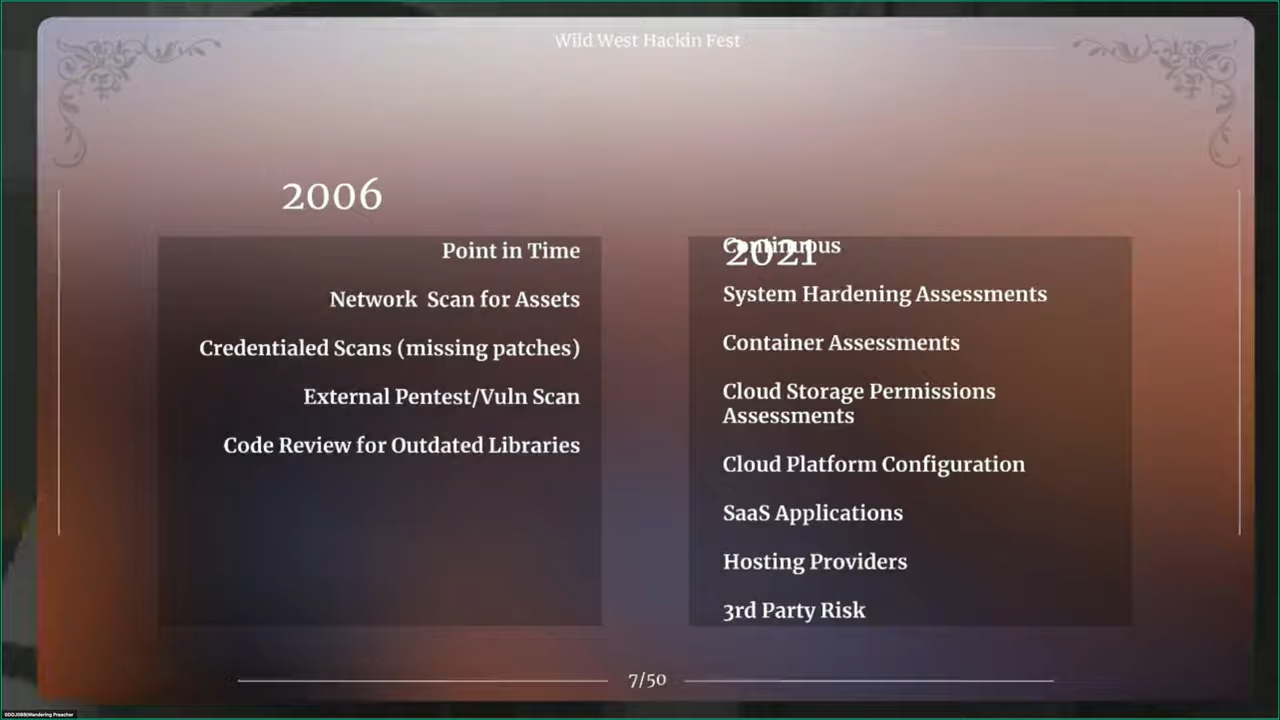 Wild West Hackin Fest
2006
Point in Time
Network Scan for Assets
Credentialed Scans (missing patches)
External Pentest/Vuln Scan
Code Review for Outdated Libraries
2021
Continuous
System Hardening Assessments
Container Assessments
Cloud Storage Permissions
Assessments
Cloud Platform Configuration
SaaS Applications
Hosting Providers
3rd Party Risk
7/50